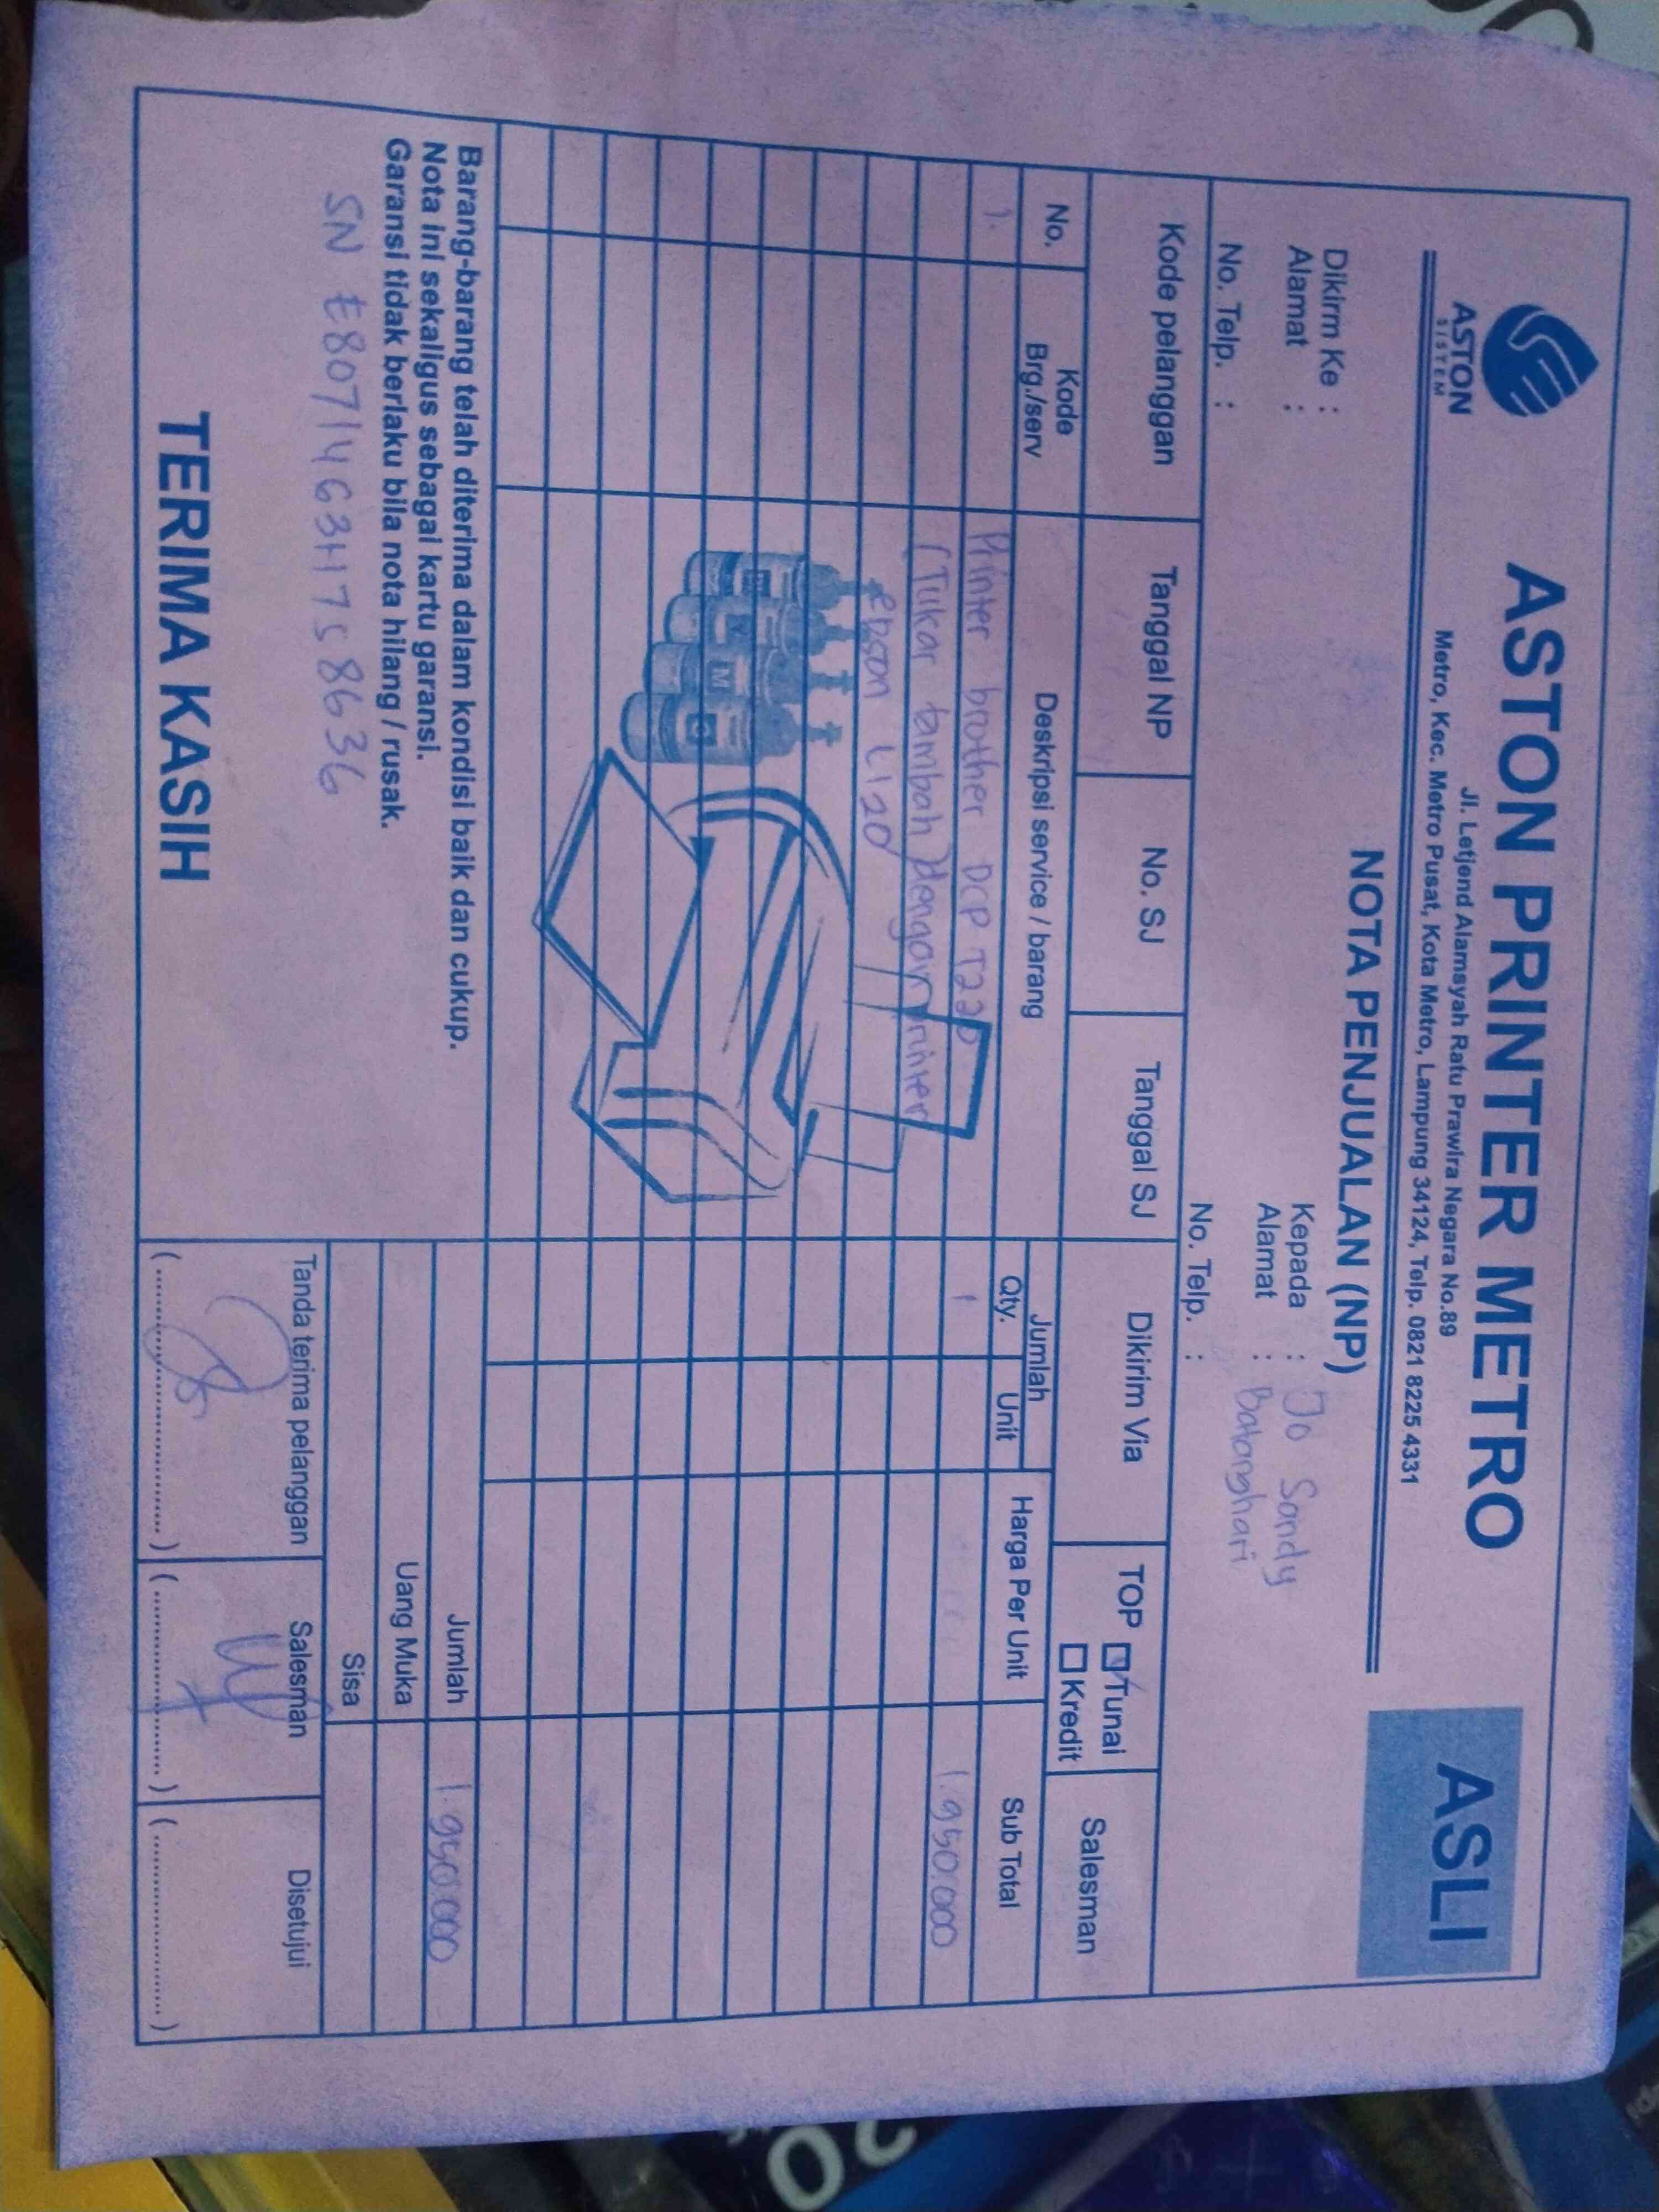 ASTON
SISTEM
ASTON PRINTER METRO
Jl. Letjend Alamsyah Ratu Prawira Negara No.89
Metro, Kec. Metro Pusat, Kota Metro, Lampung 34124, Telp. 0821 8225 4331
ASLI
NOTA PENJUALAN (NP)
Dikirm Ke :
Alamat :
No. Telp. :
Kepada : Jo Sandy
Alamat : Batanghari
No. Telp. :
Kode pelanggan Tanggal NP No. SJ Tanggal SJ Dikirim Via TOP Tunai Kredit Salesman
No. Kode Brg./serv Deskripsi service / barang Jumlah Qty. Unit Harga Per Unit Sub Total
1. Printer brother DCP T220 1 1.950.000
(Tukar tambah) dengan Printer
epson L120
M
Barang-barang telah diterima dalam kondisi baik dan cukup.
Nota ini sekaligus sebagai kartu garansi.
Garansi tidak berlaku bila nota hilang / rusak.
Jumlah 1.950.000
Uang Muka
Sisa
TERIMA KASIH
Tanda terima pelanggan Salesman Disetujui
(....................) (....................) (....................)